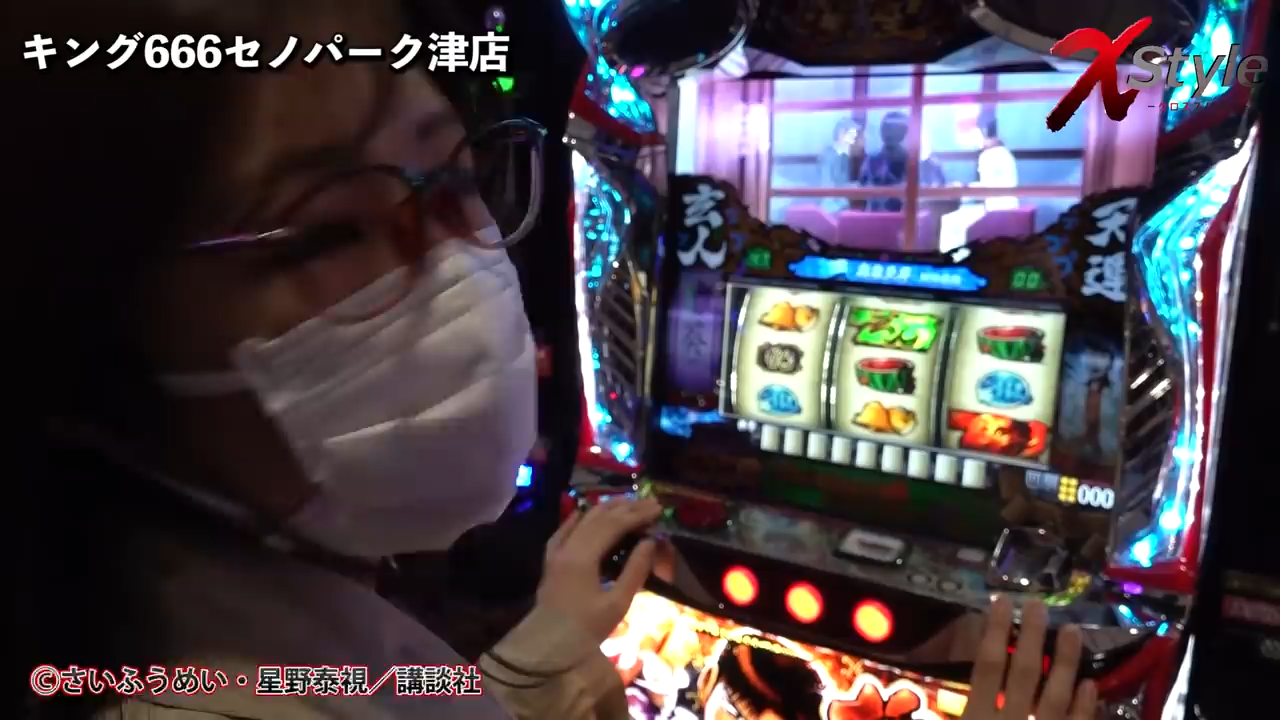 キング666セノパーク津店
X Style
玄人
天運
000
©さいふうめい・星野泰視／講談社